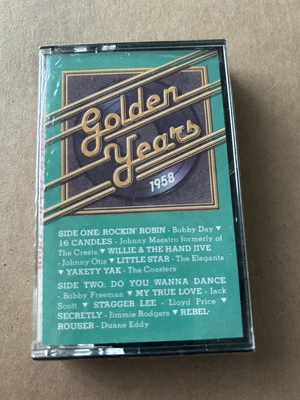 Golden
Years
1958
SIDE ONE: ROCKIN' ROBIN - Bobby Day ▼
16 CANDLES - Johnny Maestro formerly of
The Crests ▼ WILLIE & THE HAND JIVE
- Johnny Otis ▼ LITTLE STAR - The Elegants
▼ YAKETY YAK - The Coasters
SIDE TWO: DO YOU WANNA DANCE
- Bobby Freeman ▼ MY TRUE LOVE - Jack
Scott ▼ STAGGER LEE - Lloyd Price ▼
SECRETLY - Jimmie Rodgers ▼ REBEL-
ROUSER - Duane Eddy